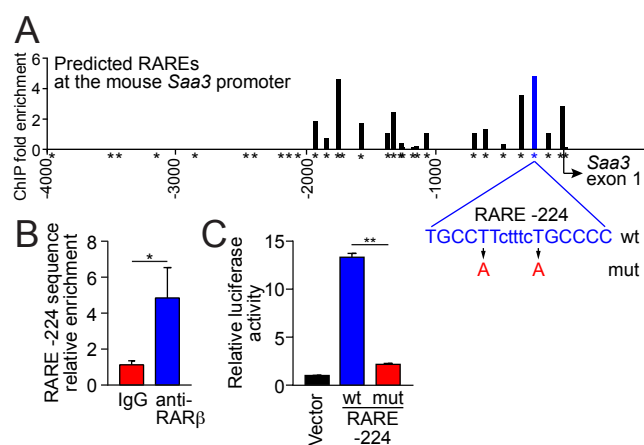 A
Predicted RAREs
at the mouse Saa3 promoter
ChIP fold enrichment
6
4
2
0
* * * * * * * * * * * * * * * * * * * * * * * * * * * * * * * * * * *
-4000
-3000
-2000
-1000
Saa3
exon 1
RARE -224
TGCCTTctttcTGCCCC wt
A A mut
B
RARE -224 sequence
relative enrichment
8
6
4
2
0
*
IgG anti-
RARβ
C
Relative luciferase
activity
15
10
5
0
**
Vector
wt mut
RARE
-224